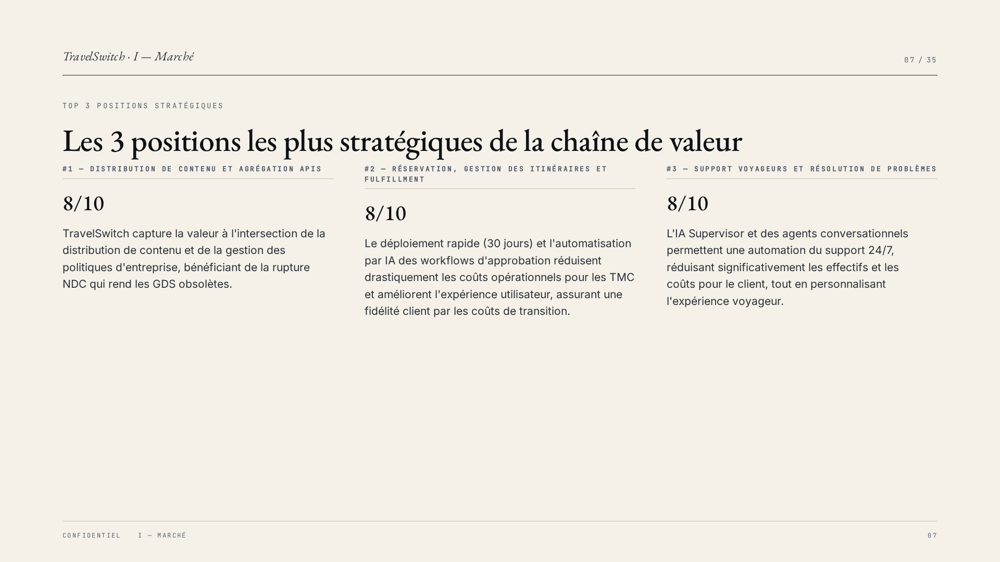 TravelSwitch · I — Marché
07 / 35
TOP 3 POSITIONS STRATÉGIQUES
Les 3 positions les plus stratégiques de la chaîne de valeur
#1 — DISTRIBUTION DE CONTENU ET AGRÉGATION APIS
8/10
TravelSwitch capture la valeur à l'intersection de la
distribution de contenu et de la gestion des
politiques d'entreprise, bénéficiant de la rupture
NDC qui rend les GDS obsolètes.
#2 — RÉSERVATION, GESTION DES ITINÉRAIRES ET
FULFILLMENT
8/10
Le déploiement rapide (30 jours) et l'automatisation
par IA des workflows d'approbation réduisent
drastiquement les coûts opérationnels pour les TMC
et améliorent l'expérience utilisateur, assurant une
fidélité client par les coûts de transition.
#3 — SUPPORT VOYAGEURS ET RÉSOLUTION DE PROBLÈMES
8/10
L'IA Supervisor et des agents conversationnels
permettent une automation du support 24/7,
réduisant significativement les effectifs et les
coûts pour le client, tout en personnalisant
l'expérience voyageur.
CONFIDENTIEL I — MARCHÉ
07